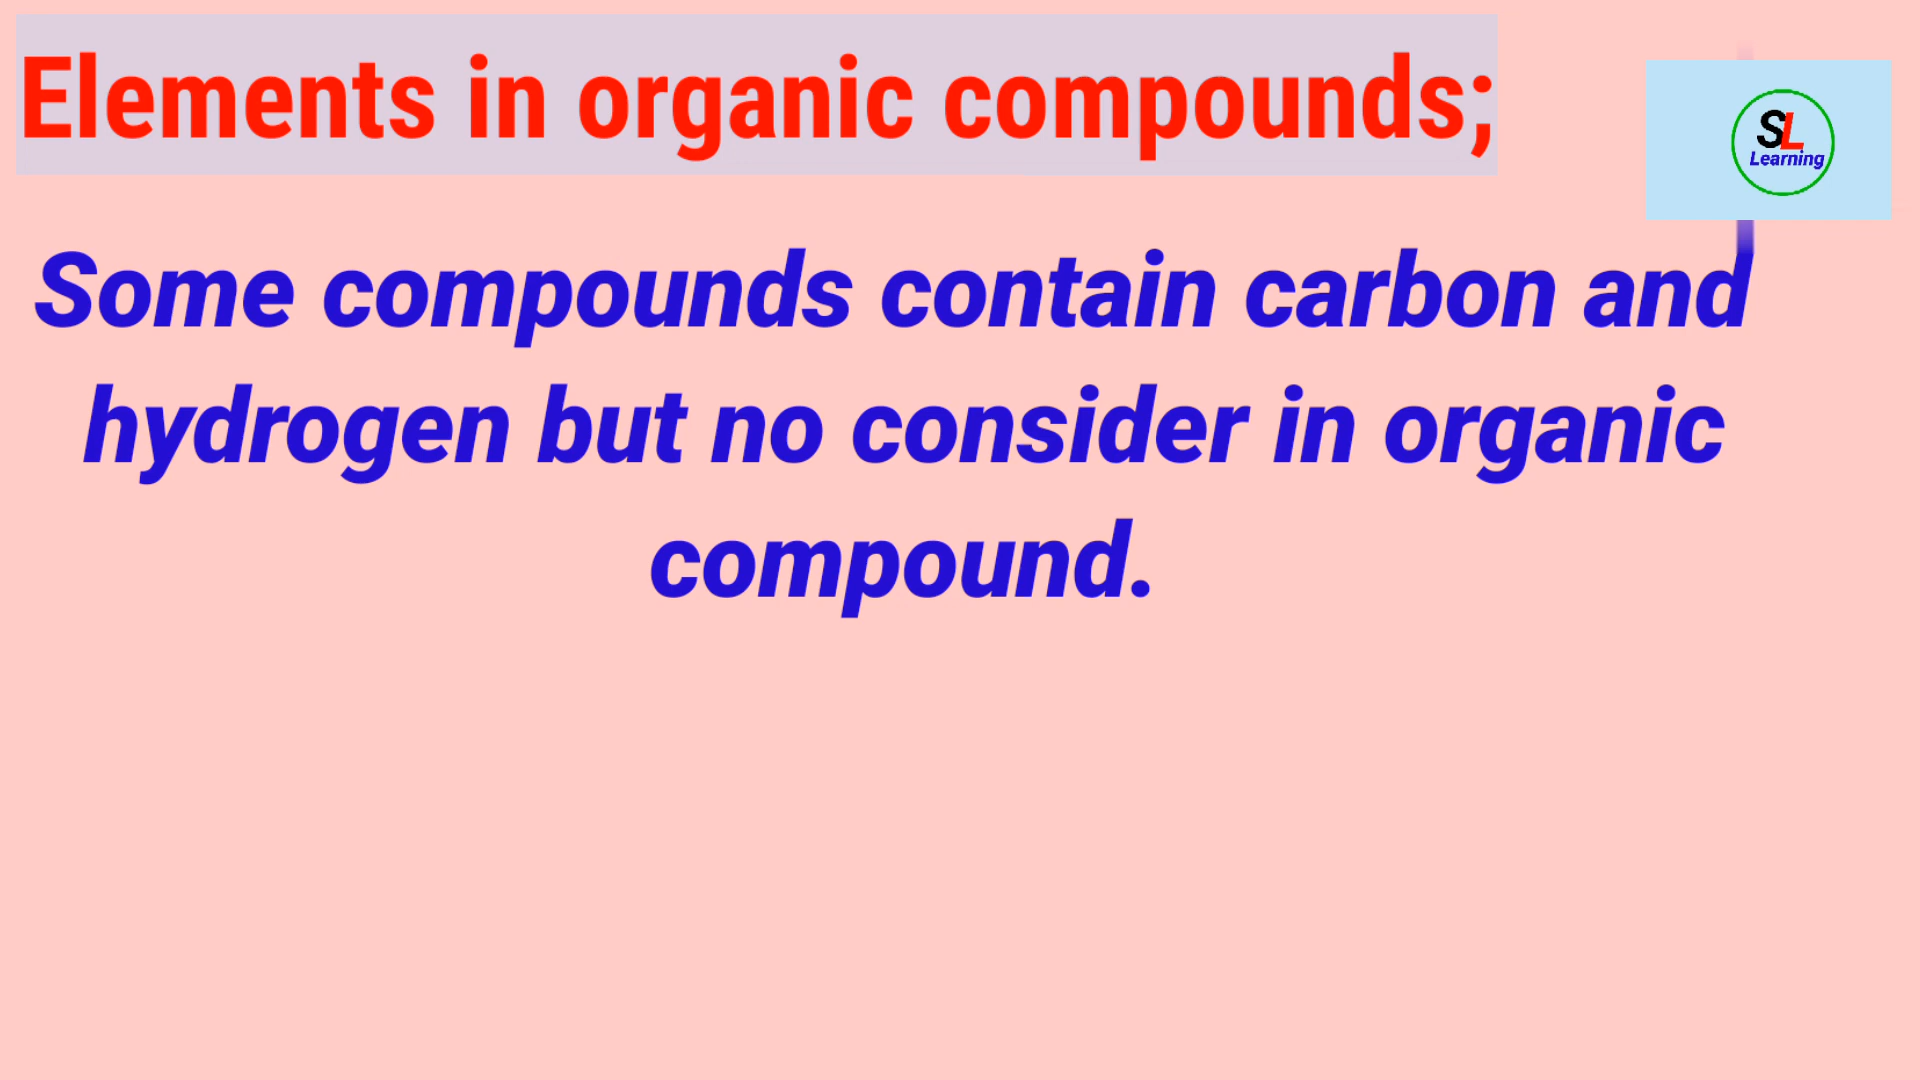 Elements in organic compounds;
SL
Learning
Some compounds contain carbon and
hydrogen but no consider in organic
compound.